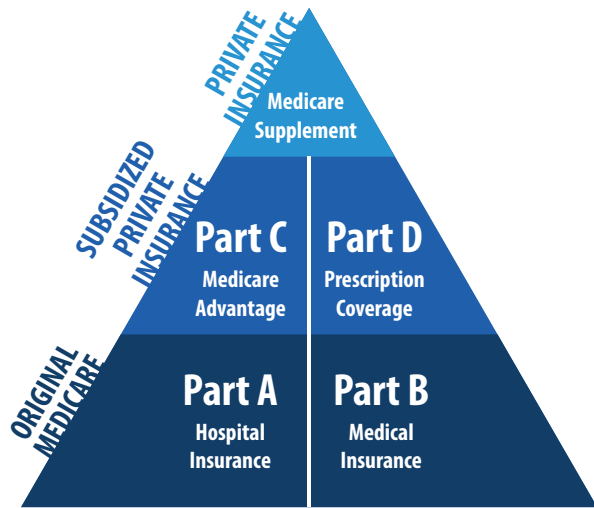 PRIVATE
INSURANCE
Medicare
Supplement
SUBSIDIZED
PRIVATE
INSURANCE
Part C
Medicare
Advantage
Part D
Prescription
Coverage
ORIGINAL
MEDICARE
Part A
Hospital
Insurance
Part B
Medical
Insurance